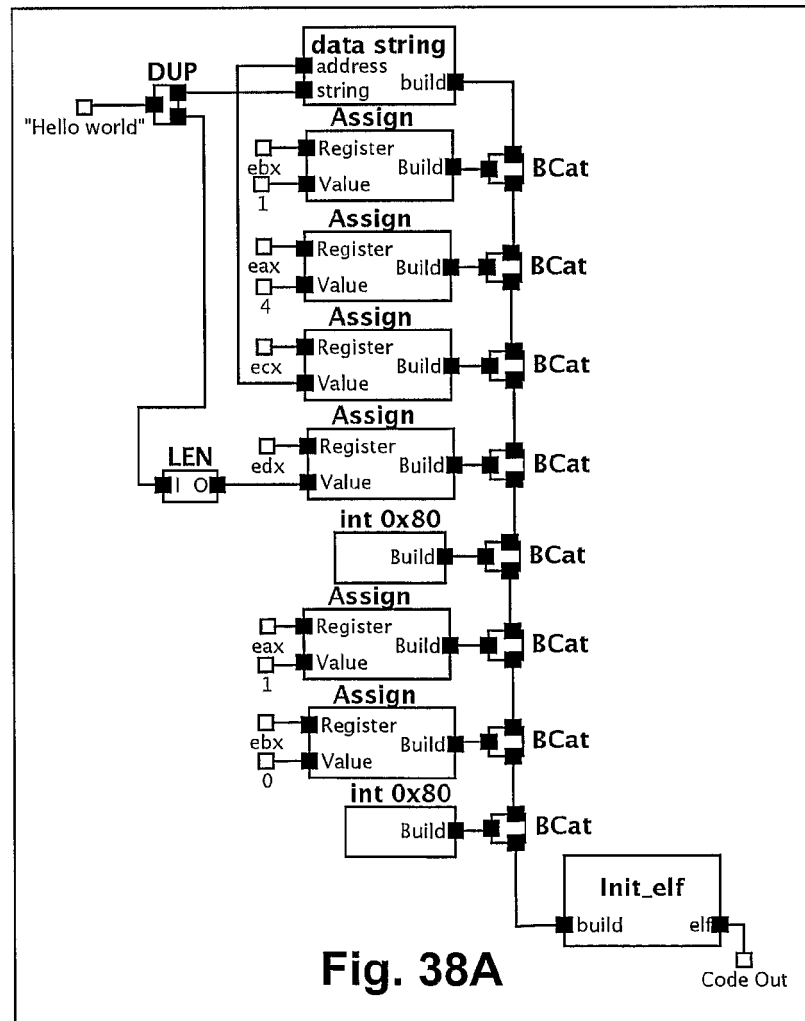 data string
DUP
address
build
string
"Hello world"
Assign
Register
ebx
Build
BCat
Value
1
Assign
Register
eax
Build
BCat
Value
4
Assign
Register
ecx
Build
BCat
Value
Assign
Register
edx
Build
BCat
LEN
I O
Value
int 0x80
Build
BCat
Assign
Register
eax
Build
BCat
Value
1
Assign
Register
ebx
Build
BCat
Value
0
int 0x80
Build
BCat
Init_elf
build
elf
Fig. 38A
Code Out